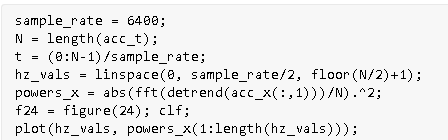 sample_rate = 6400;
N = length(acc_t);
t = (0:N-1)/sample_rate;
hz_vals = linspace(0, sample_rate/2, floor(N/2)+1);
powers_x = abs(fft(detrend(acc_x(:,1)))/N).^2;
f24 = figure(24); clf;
plot(hz_vals, powers_x(1:length(hz_vals)));